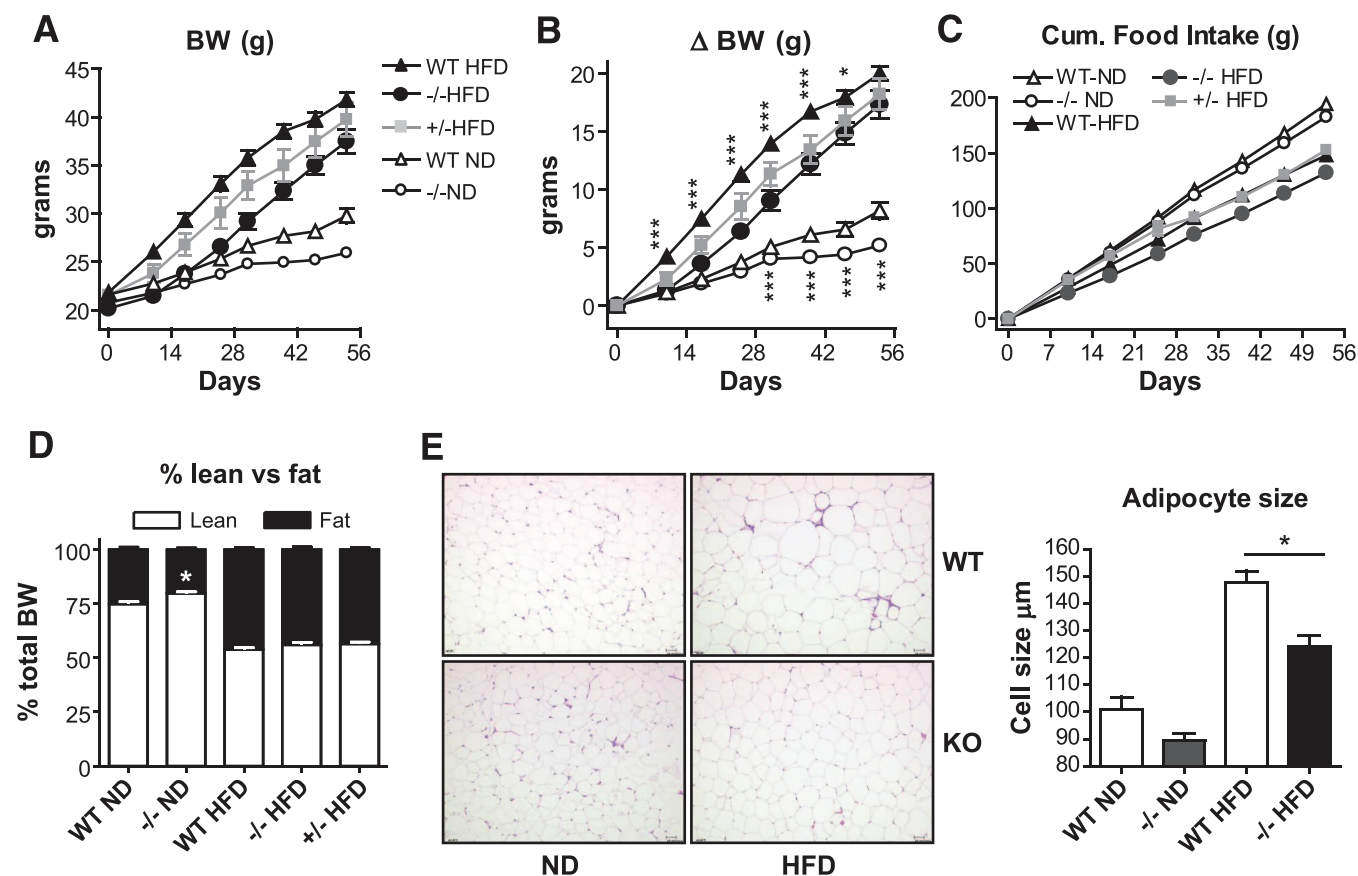 A
BW (g)
45
40
35
30
25
20
grams
0 14 28 42 56
Days
WT HFD
-/-HFD
+/-HFD
WT ND
-/-ND
B
Δ BW (g)
20
15
10
5
0
grams
*** *** *** *** *** *
*** *** *** ***
0 14 28 42 56
Days
C
Cum. Food Intake (g)
WT-ND
-/- ND
WT-HFD
-/- HFD
+/- HFD
200
150
100
50
0
0 7 14 21 28 35 42 49 56
Days
D
% lean vs fat
Lean Fat
100
75
50
25
0
% total BW
*
WT ND
-/- ND
WT HFD
-/- HFD
+/- HFD
E
WT
KO
ND HFD
Adipocyte size
160
150
140
130
120
110
100
90
80
Cell size μm
*
WT ND
-/- ND
WT HFD
-/- HFD